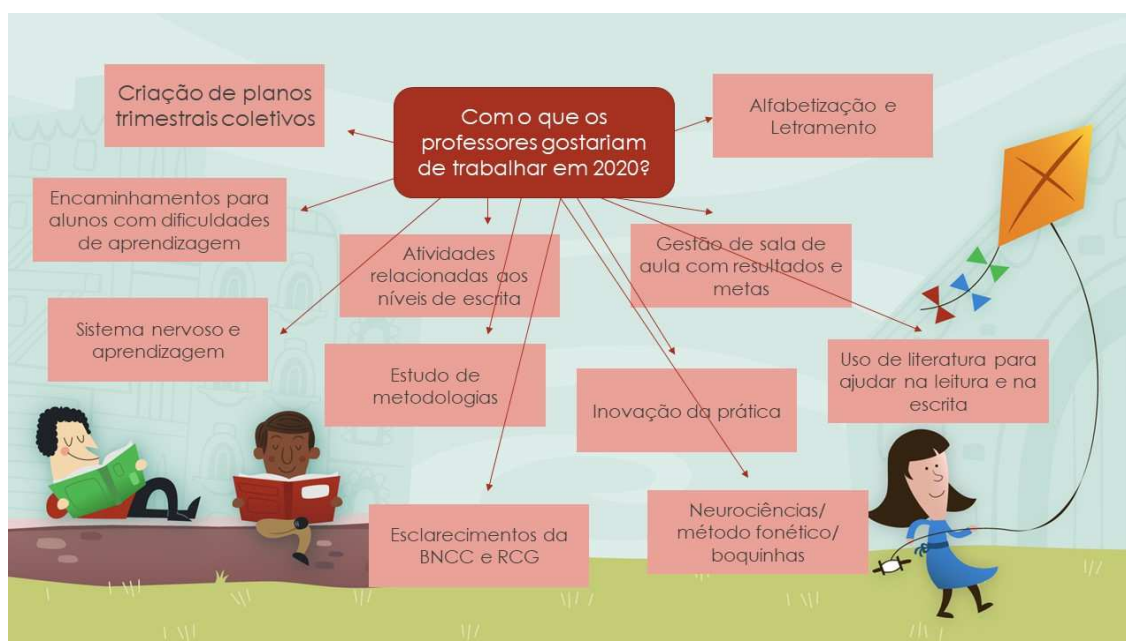 Com o que os
professores gostariam
de trabalhar em 2020?
Criação de planos
trimestrais coletivos
Alfabetização e
Letramento
Encaminhamentos para
alunos com dificuldades
de aprendizagem
Atividades
relacionadas aos
níveis de escrita
Gestão de sala de
aula com resultados e
metas
Sistema nervoso e
aprendizagem
Estudo de
metodologias
Inovação da prática
Uso de literatura para
ajudar na leitura e na
escrita
Esclarecimentos da
BNCC e RCG
Neurociências/
método fonético/
boquinhas